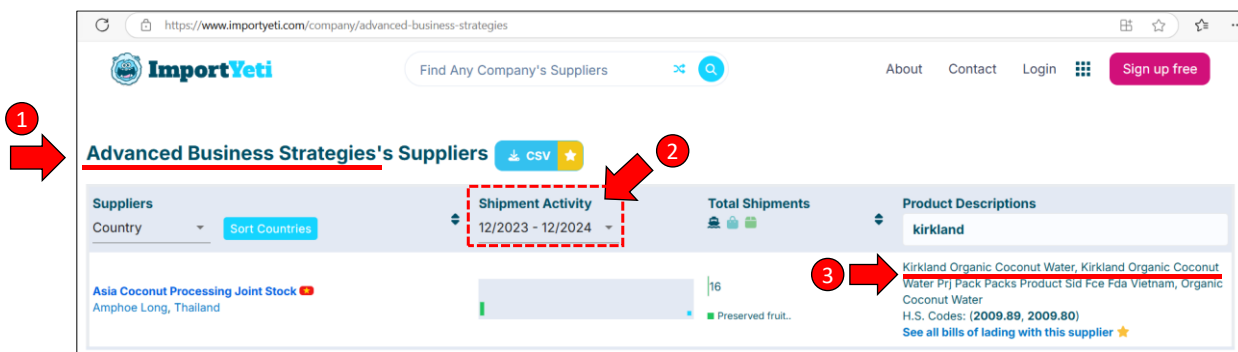 https://www.importyeti.com/company/advanced-business-strategies
ImportYeti
Find Any Company's Suppliers
About Contact Login
Sign up free
1
Advanced Business Strategies's Suppliers
CSV
2
Suppliers
Country
Sort Countries
Shipment Activity
12/2023 - 12/2024
Total Shipments
Product Descriptions
kirkland
3
Asia Coconut Processing Joint Stock
Amphoe Long, Thailand
16
Preserved fruit..
Kirkland Organic Coconut Water, Kirkland Organic Coconut
Water Prj Pack Packs Product Sid Fce Fda Vietnam, Organic
Coconut Water
H.S. Codes: (2009.89, 2009.80)
See all bills of lading with this supplier